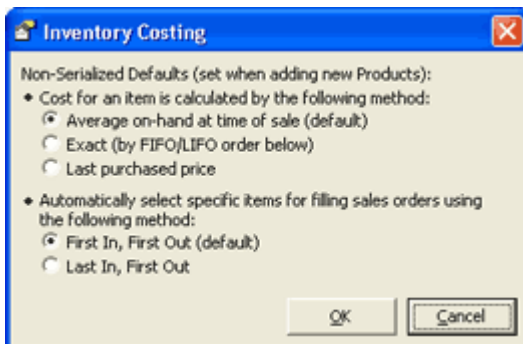 Inventory Costing
Non-Serialized Defaults (set when adding new Products):
Cost for an item is calculated by the following method:
Average on-hand at time of sale (default)
Exact (by FIFO/LIFO order below)
Last purchased price
Automatically select specific items for filling sales orders using
the following method:
First In, First Out (default)
Last In, First Out
OK
Cancel